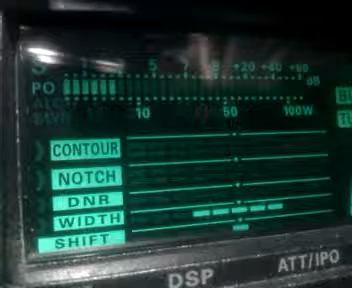 S 1 3 5 7 9 +20 +40 +60 dB
PO
ALC
10 50 100W
CONTOUR
NOTCH
DNR
WIDTH
SHIFT
DSP ATT/IPO